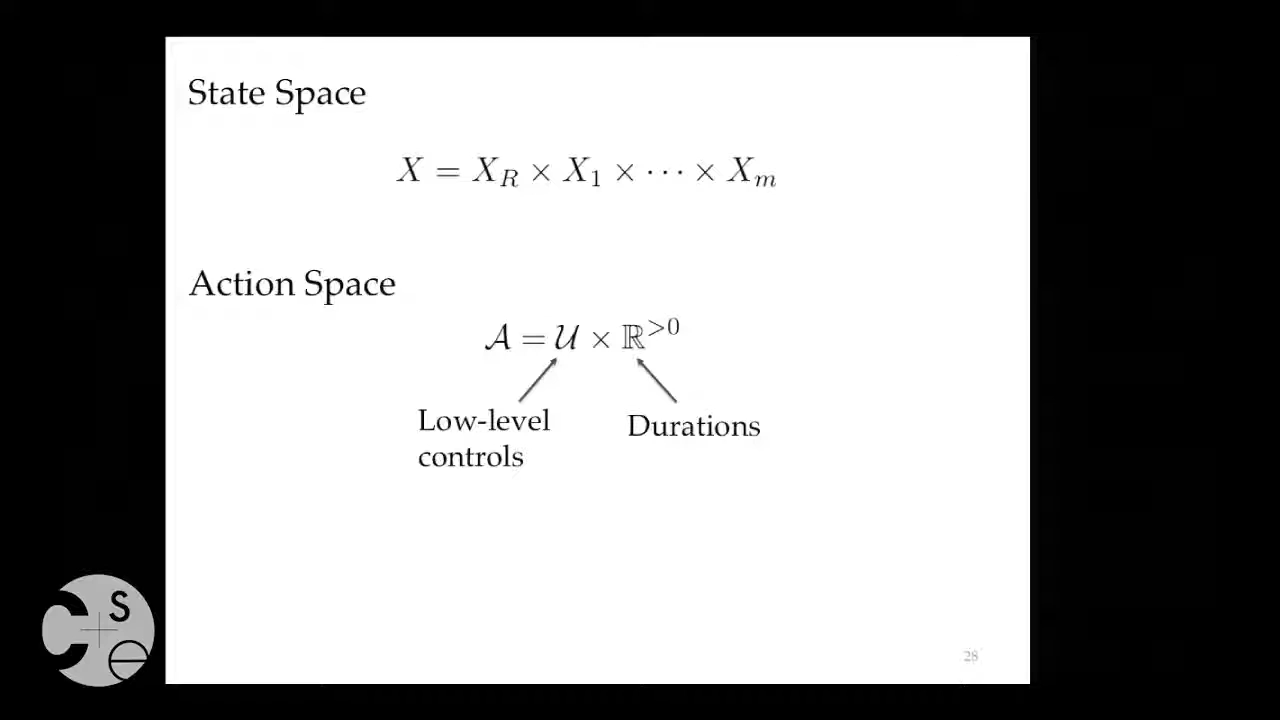 State Space
X = X_R × X_1 × ⋯ × X_m
Action Space
𝒜 = 𝒰 × ℝ^{>0}
Low-level
controls
Durations
28
C S e